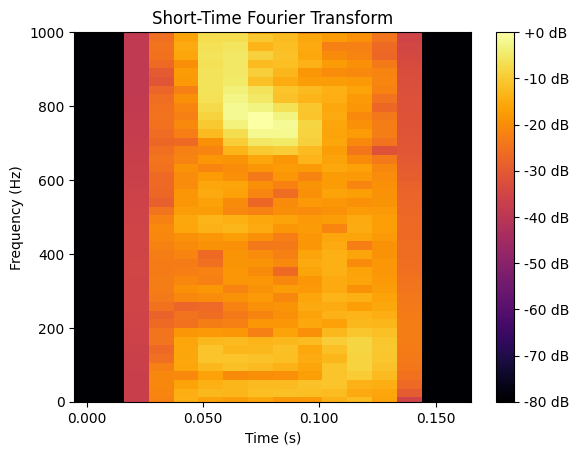 Short-Time Fourier Transform
1000
800
600
400
200
0
Frequency (Hz)
0.000
0.050
0.100
0.150
Time (s)
+0 dB
-10 dB
-20 dB
-30 dB
-40 dB
-50 dB
-60 dB
-70 dB
-80 dB